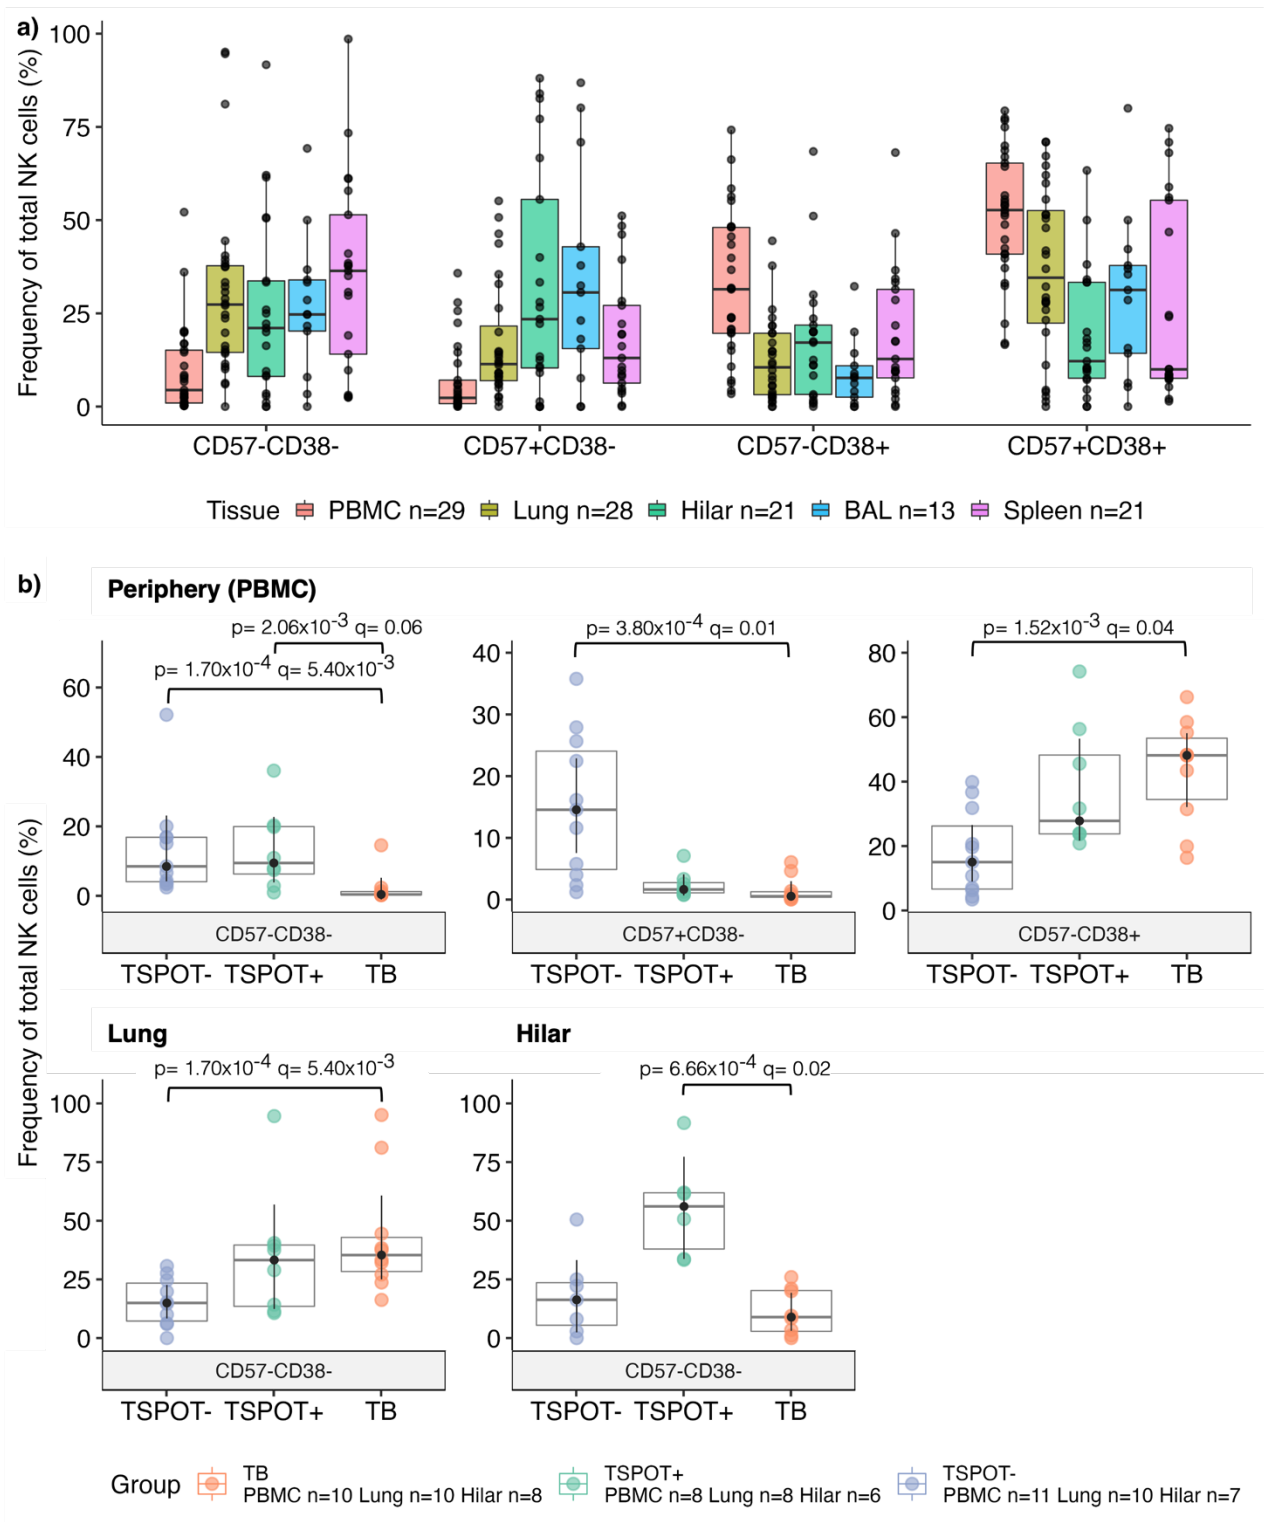 a)
Frequency of total NK cells (%)
100
75
50
25
0
CD57-CD38- CD57+CD38- CD57-CD38+ CD57+CD38+
Tissue PBMC n=29 Lung n=28 Hilar n=21 BAL n=13 Spleen n=21
b)
Periphery (PBMC)
Frequency of total NK cells (%)
p= 2.06x10-3 q= 0.06
p= 1.70x10-4 q= 5.40x10-3
60
40
20
0
CD57-CD38-
TSPOT- TSPOT+ TB
p= 3.80x10-4 q= 0.01
40
30
20
10
0
CD57+CD38-
TSPOT- TSPOT+ TB
p= 1.52x10-3 q= 0.04
80
60
40
20
0
CD57-CD38+
TSPOT- TSPOT+ TB
Lung
p= 1.70x10-4 q= 5.40x10-3
100
75
50
25
0
CD57-CD38-
TSPOT- TSPOT+ TB
Hilar
p= 6.66x10-4 q= 0.02
100
75
50
25
0
CD57-CD38-
TSPOT- TSPOT+ TB
Group
TB
PBMC n=10 Lung n=10 Hilar n=8
TSPOT+
PBMC n=8 Lung n=8 Hilar n=6
TSPOT-
PBMC n=11 Lung n=10 Hilar n=7